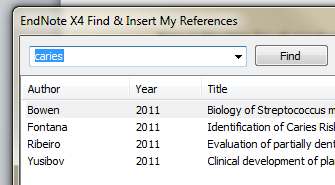 EndNote X4 Find & Insert My References
caries Find
Author Year Title
Bowen 2011 Biology of Streptococcus m
Fontana 2011 Identification of Caries Ris
Ribeiro 2011 Evaluation of partially dent
Yusibov 2011 Clinical development of pla